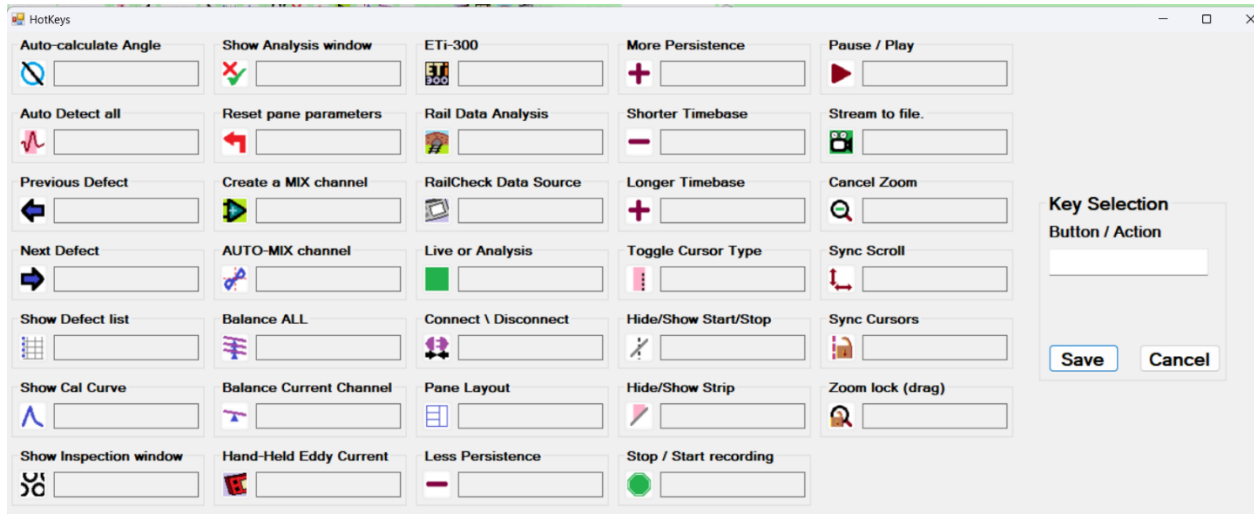 HotKeys
Auto-calculate Angle
Show Analysis window
ETi-300
ETi
300
More Persistence
Pause / Play
Auto Detect all
Reset pane parameters
Rail Data Analysis
Shorter Timebase
Stream to file.
Previous Defect
Create a MIX channel
RailCheck Data Source
Longer Timebase
Cancel Zoom
Next Defect
AUTO-MIX channel
Live or Analysis
Toggle Cursor Type
Sync Scroll
Show Defect list
Balance ALL
Connect \ Disconnect
Hide/Show Start/Stop
Sync Cursors
Show Cal Curve
Balance Current Channel
Pane Layout
Hide/Show Strip
Zoom lock (drag)
Show Inspection window
Hand-Held Eddy Current
Less Persistence
Stop / Start recording
Key Selection
Button / Action
Save
Cancel